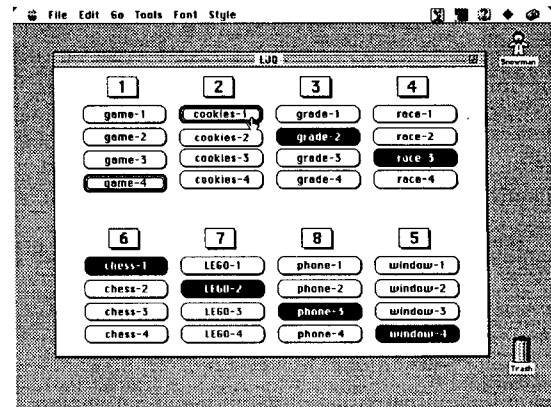 File Edit Go Tools Font Style
Snowman
LJQ
1 2 3 4
game-1 cookies-1 grade-1 race-1
game-2 cookies-2 grade-2 race-2
game-3 cookies-3 grade-3 race-3
game-4 cookies-4 grade-4 race-4
6 7 8 5
chess-1 LEGO-1 phone-1 window-1
chess-2 LEGO-2 phone-2 window-2
chess-3 LEGO-3 phone-3 window-3
chess-4 LEGO-4 phone-4 window-4
Trash